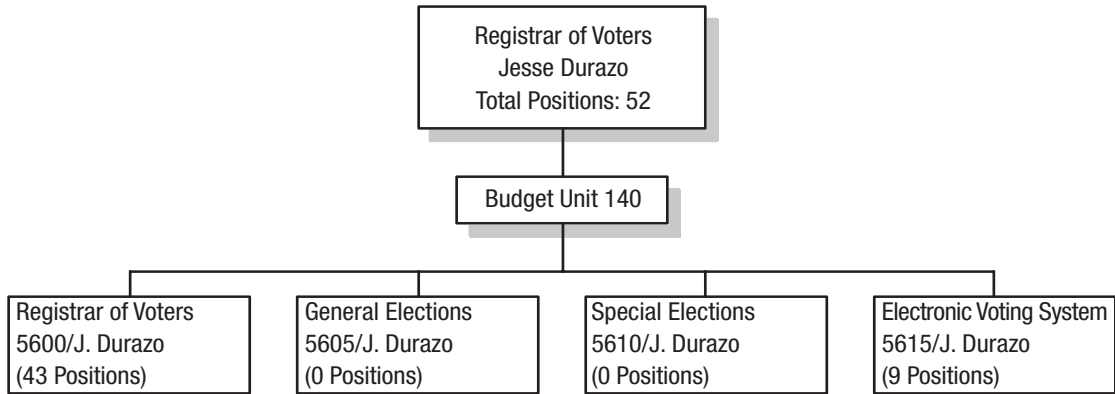 Registrar of Voters
Jesse Durazo
Total Positions: 52
Budget Unit 140
Registrar of Voters
5600/J. Durazo
(43 Positions)
General Elections
5605/J. Durazo
(0 Positions)
Special Elections
5610/J. Durazo
(0 Positions)
Electronic Voting System
5615/J. Durazo
(9 Positions)